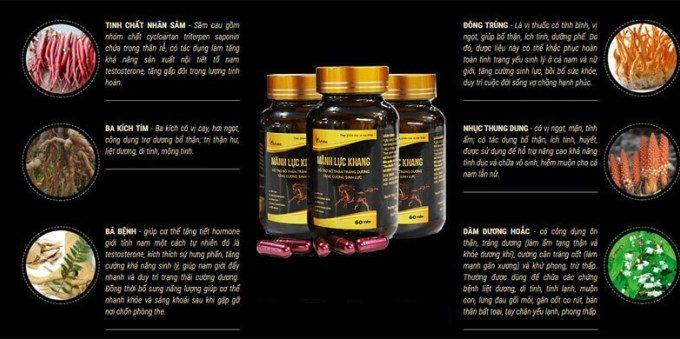 TINH CHẤT NHÂN SÂM - Sâm cau gồm
nhóm chất cycloartan triterpen saponin
chứa trong thân rễ, có tác dụng làm tăng
khả năng sản xuất nội tiết tố nam
testosterone, tăng gấp đôi trọng lượng tinh
hoàn.
BA KÍCH TÍM - Ba kích có vị cay, hơi ngọt,
công dụng trợ dương bổ thận; trị thận hư,
liệt dương, di tinh, mộng tinh.
BÁ BỆNH - giúp cơ thể tăng tiết hormone
giới tính nam một cách tự nhiên đó là
testosterone, kích thích sự hưng phấn, tăng
cường khả năng sinh lý, giúp nam giới đẩy
nhanh và duy trì trạng thái cương dương.
Đồng thời bổ sung năng lượng giúp cơ thể
nhanh khỏe và sảng khoái sau khi gặp gỡ
nơi chốn phòng the.
MÃNH LỰC KHANG
HỖ TRỢ BỔ THẬN TRÁNG DƯƠNG
TĂNG CƯỜNG SINH LỰC
60 viên
ĐÔNG TRÙNG - Là vị thuốc có tính bình, vị
ngọt, giúp bổ thận, ích tinh, dưỡng phế. Do
đó, dược liệu này có thể khắc phục hoàn
toàn tình trạng yếu sinh lý ở cả nam và nữ
giới, tăng cường sinh lực, bồi bổ sức khỏe,
duy trì cuộc đời sống vợ chồng hạnh phúc.
NHỤC THUNG DUNG - có vị ngọt, mặn, tính
ấm; có tác dụng bổ thận, ích tinh, huyết,
được sử dụng để hỗ trợ nâng cao khả năng
tình dục và chữa vô sinh, hiếm muộn cho cả
nam lẫn nữ.
DÂM DƯƠNG HOẮC - có công dụng ôn
thận, tráng dương (làm ấm tạng thận và
khỏe dương khí), cường cân tráng cốt (làm
mạnh gân xương) và khử phong, trừ thấp.
Thường được dùng để chữa các chứng
bệnh liệt dương, di tinh, tinh lạnh, muộn
con, lưng đau gối mỏi, gân cốt co rút, bán
thân bất toại, tay chân yếu lạnh, phong thấp